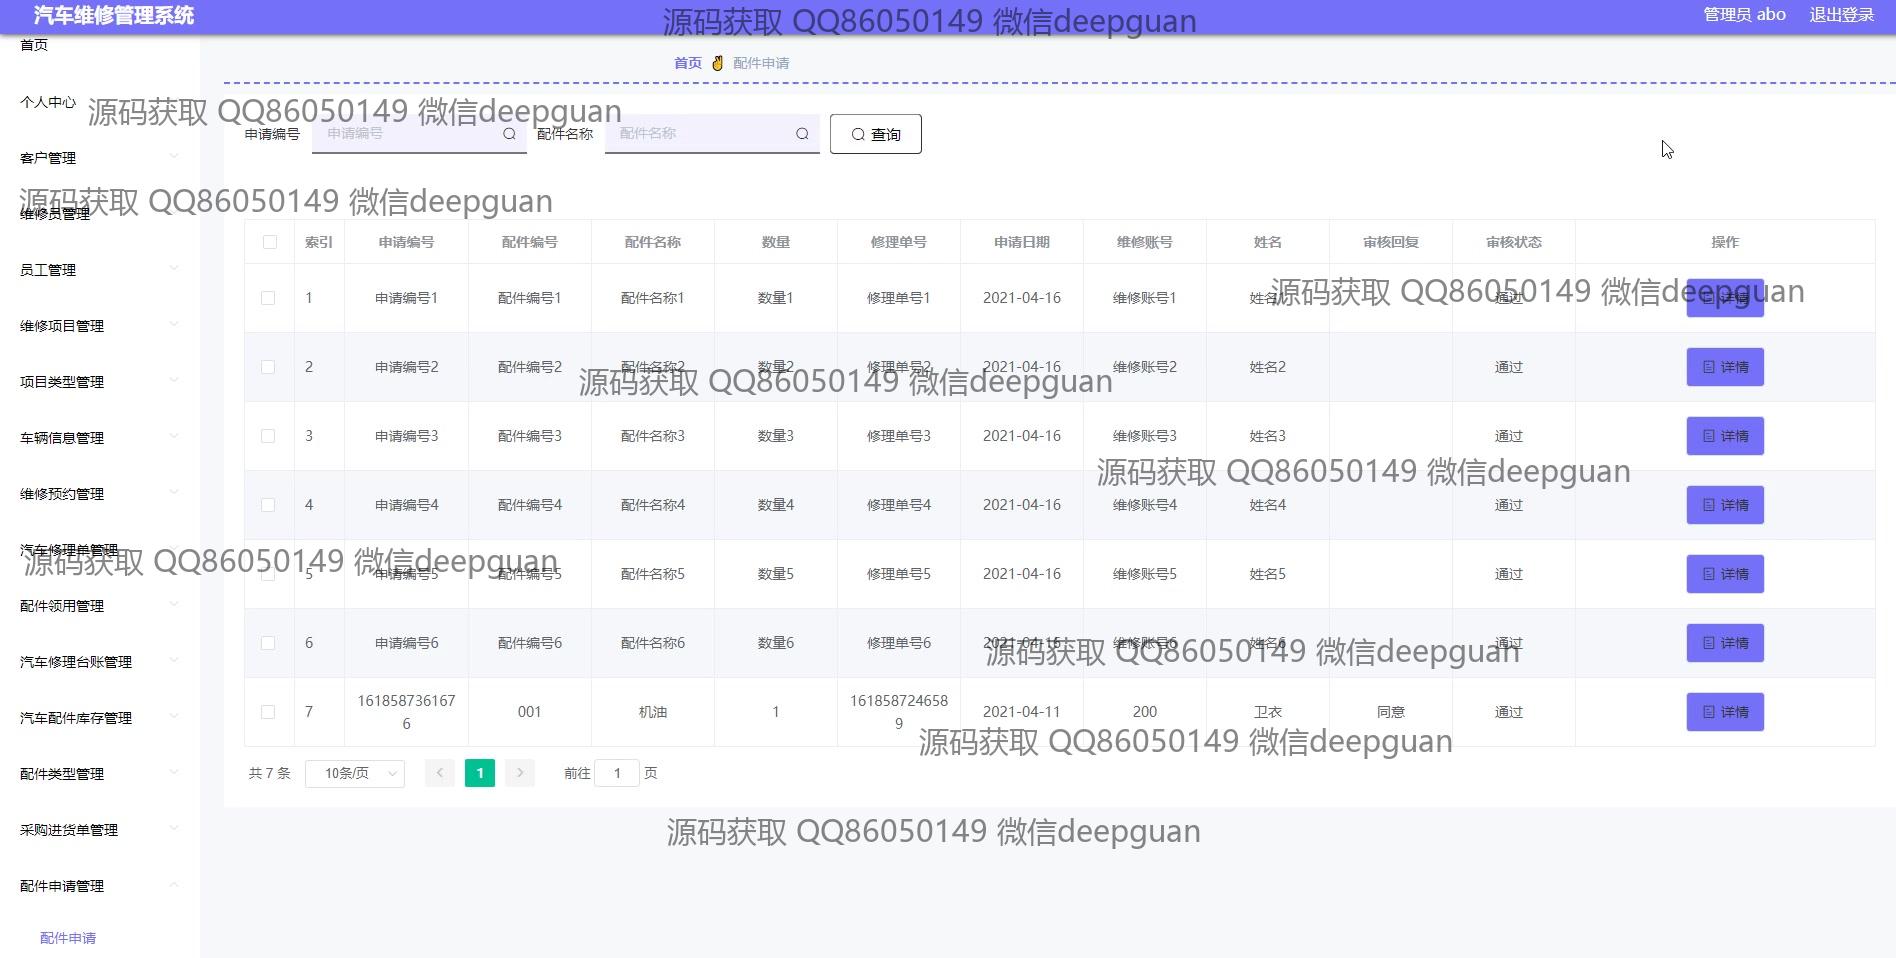 汽车维修管理系统
源码获取 QQ86050149 微信deepguan
管理员 abo 退出登录
首页
首页 配件申请
个人中心
源码获取 QQ86050149 微信deepguan
申请编号 申请编号 配件名称 配件名称 查询
客户管理
源码获取 QQ86050149 微信deepguan
维修员管理
索引 申请编号 配件编号 配件名称 数量 修理单号 申请日期 维修账号 姓名 审核回复 审核状态 操作
员工管理
1 申请编号1 配件编号1 配件名称1 数量1 修理单号1 2021-04-16 维修账号1 姓名1 通过 详情
源码获取 QQ86050149 微信deepguan
维修项目管理
2 申请编号2 配件编号2 配件名称2 数量2 修理单号2 2021-04-16 维修账号2 姓名2 通过 详情
源码获取 QQ86050149 微信deepguan
项目类型管理
3 申请编号3 配件编号3 配件名称3 数量3 修理单号3 2021-04-16 维修账号3 姓名3 通过 详情
车辆信息管理
源码获取 QQ86050149 微信deepguan
维修预约管理
4 申请编号4 配件编号4 配件名称4 数量4 修理单号4 2021-04-16 维修账号4 姓名4 通过 详情
汽车修理单管理
源码获取 QQ86050149 微信deepguan
5 申请编号5 配件编号5 配件名称5 数量5 修理单号5 2021-04-16 维修账号5 姓名5 通过 详情
配件领用管理
6 申请编号6 配件编号6 配件名称6 数量6 修理单号6 2021-04-16 维修账号6 姓名6 通过 详情
源码获取 QQ86050149 微信deepguan
汽车修理台账管理
7 161858736167
6 001 机油 1 161858724658
9 2021-04-11 200 卫衣 同意 通过 详情
汽车配件库存管理
源码获取 QQ86050149 微信deepguan
共 7 条 10条/页 1 前往 1 页
配件类型管理
采购进货单管理
源码获取 QQ86050149 微信deepguan
配件申请管理
配件申请